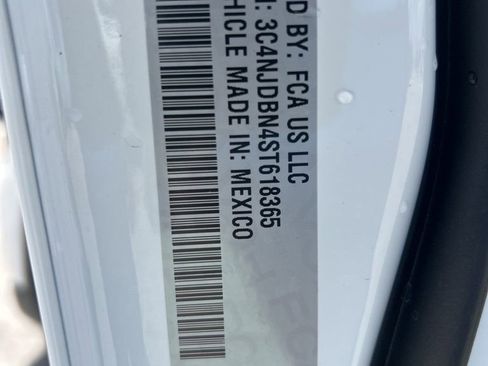 D BY: FCA US LLC
: 3C4NJDBN4ST618365
HICLE MADE IN: MEXICO